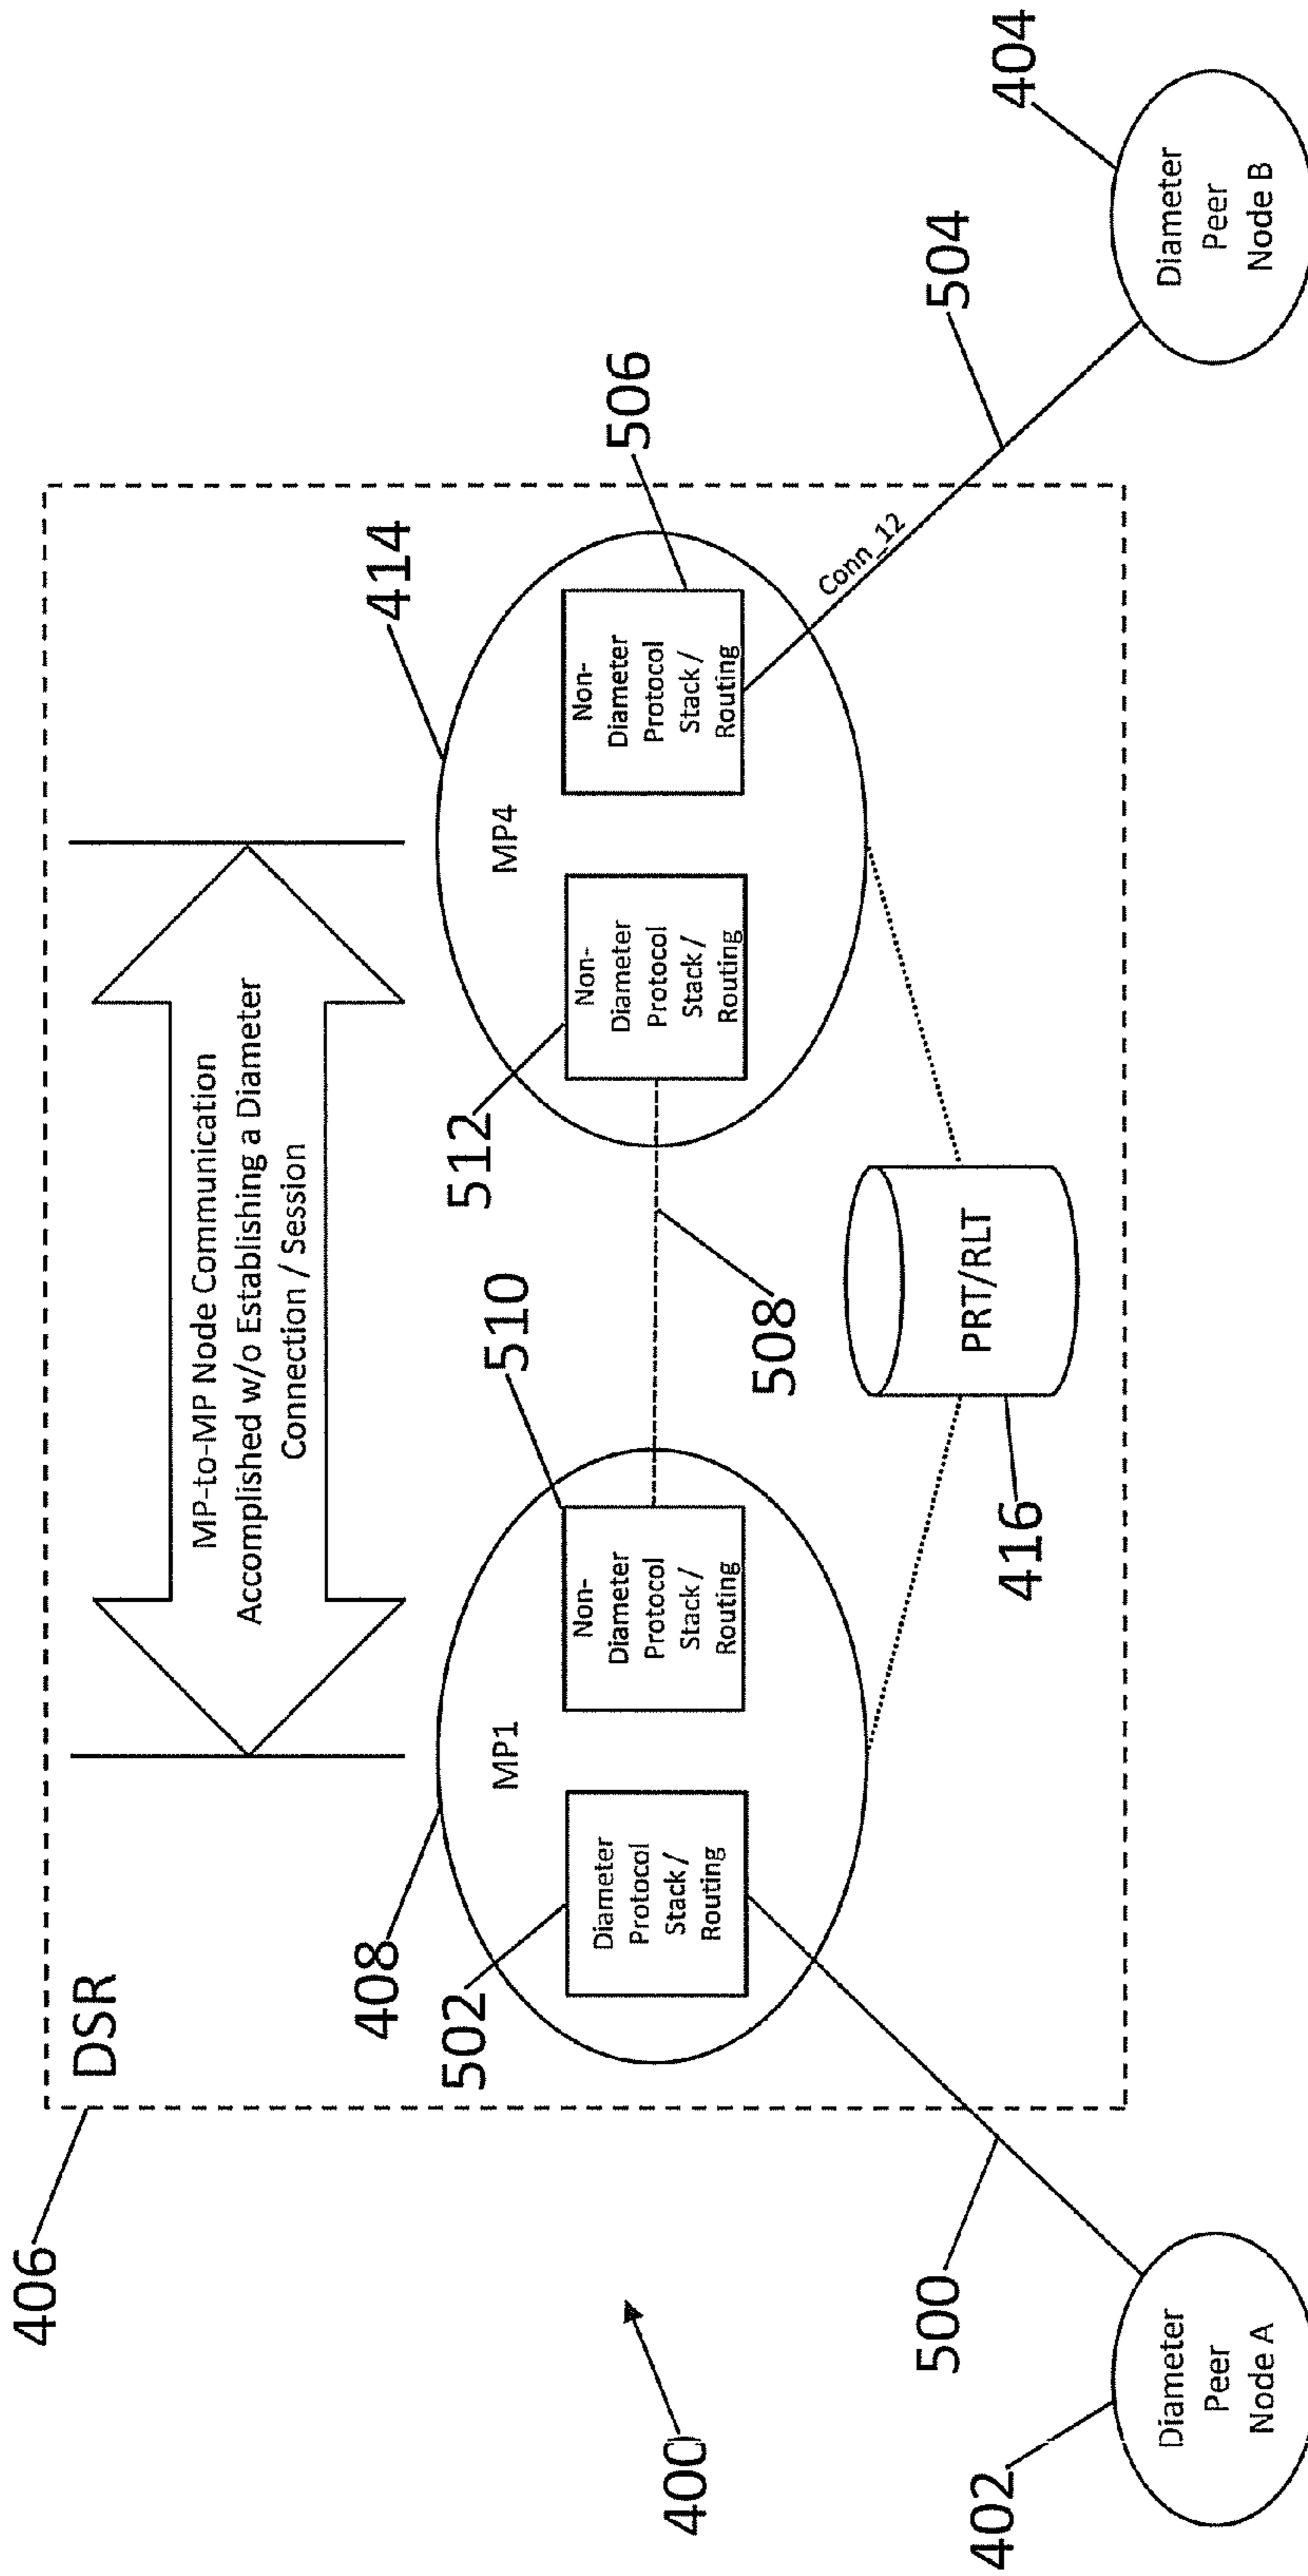 406
DSR
MP-to-MP Node Communication
Accomplished w/o Establishing a Diameter
Connection / Session
408
414
MP1
MP4
502
Diameter
Protocol
Stack /
Routing
510
Non-
Diameter
Protocol
Stack /
Routing
512
Non-
Diameter
Protocol
Stack /
Routing
506
Non-
Diameter
Protocol
Stack /
Routing
508
Conn_12
PRT/RLT
416
400
500
504
402
Diameter
Peer
Node A
404
Diameter
Peer
Node B